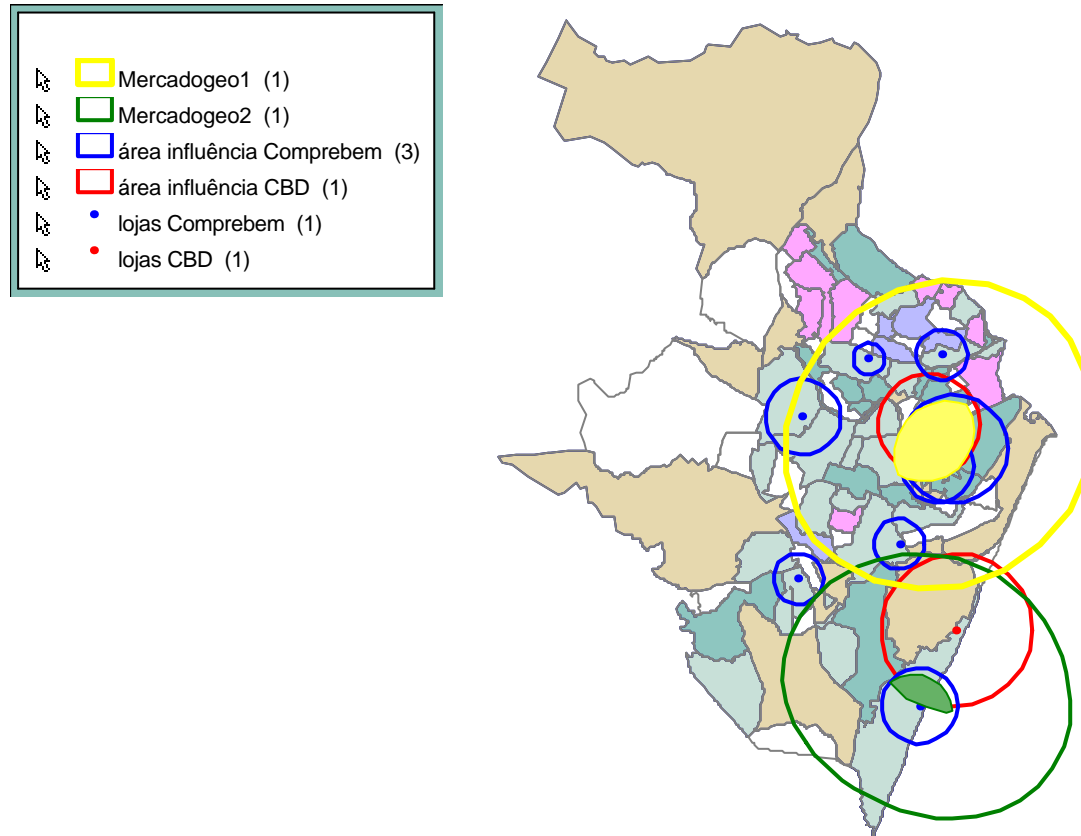 Mercadogeo1 (1)
Mercadogeo2 (1)
área influência Comprebem (3)
área influência CBD (1)
lojas Comprebem (1)
lojas CBD (1)